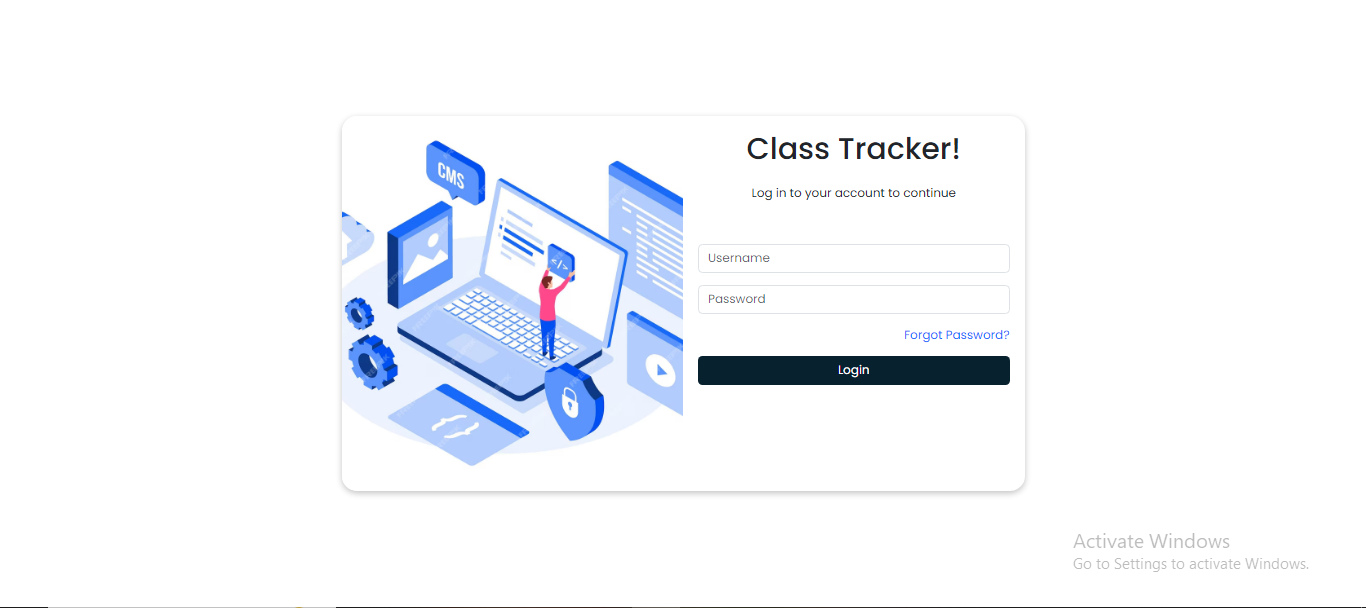 CMS
</>
Class Tracker!
Log in to your account to continue
Username
Password
Forgot Password?
Login
Activate Windows
Go to Settings to activate Windows.